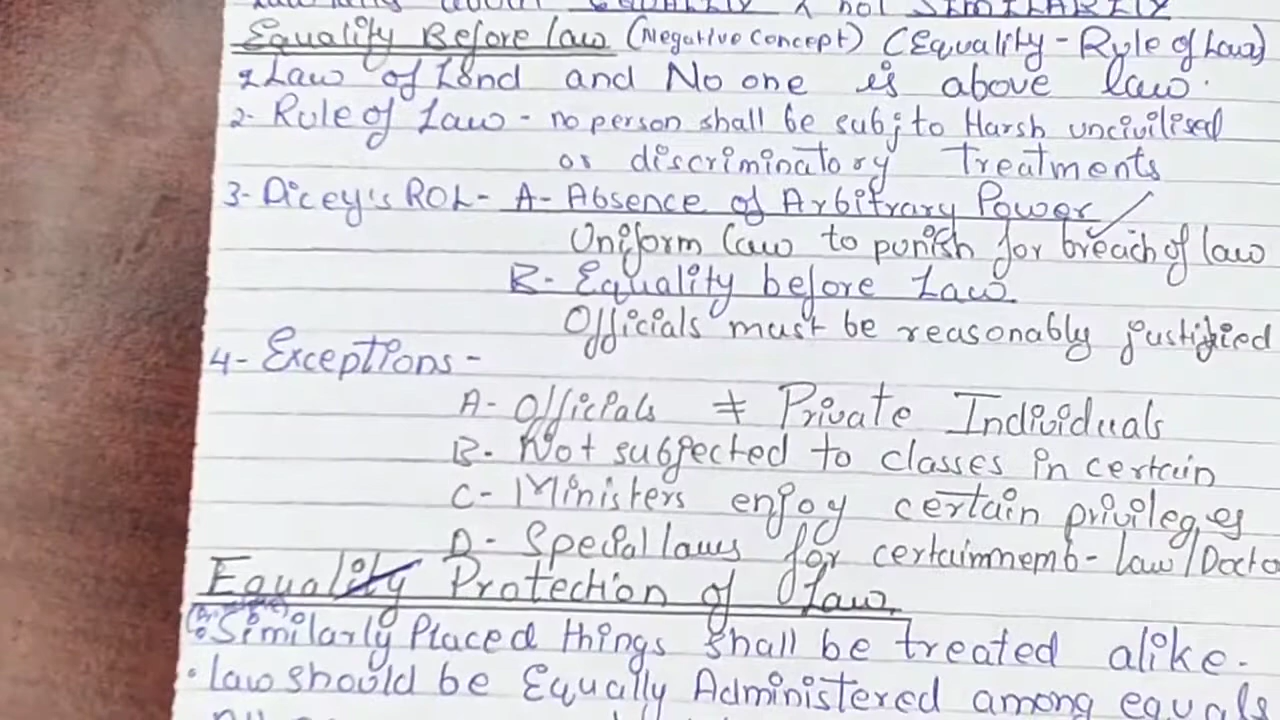 EQUALLY & not SIMILARLY
Equality Before law (Negative Concept) (Equality - Rule of Law)
1. Law of Land and No one is above law.
2- Rule of Law - no person shall be subj to Harsh uncivilised
or discriminatory Treatments
3- Dicey's ROL- A- Absence of Arbitrary Power
Uniform law to punish for breach of law
B- Equality before Law
Officials must be reasonably justified
4- Exceptions -
A- Officials ≠ Private Individuals
B- Not subjected to classes in certain
C- Ministers enjoy certain privileges
D- Special laws for certain memb- law/Docto
Equal Protection of Law
Similarly Placed things shall be treated alike.
• law should be Equally Administered among equals